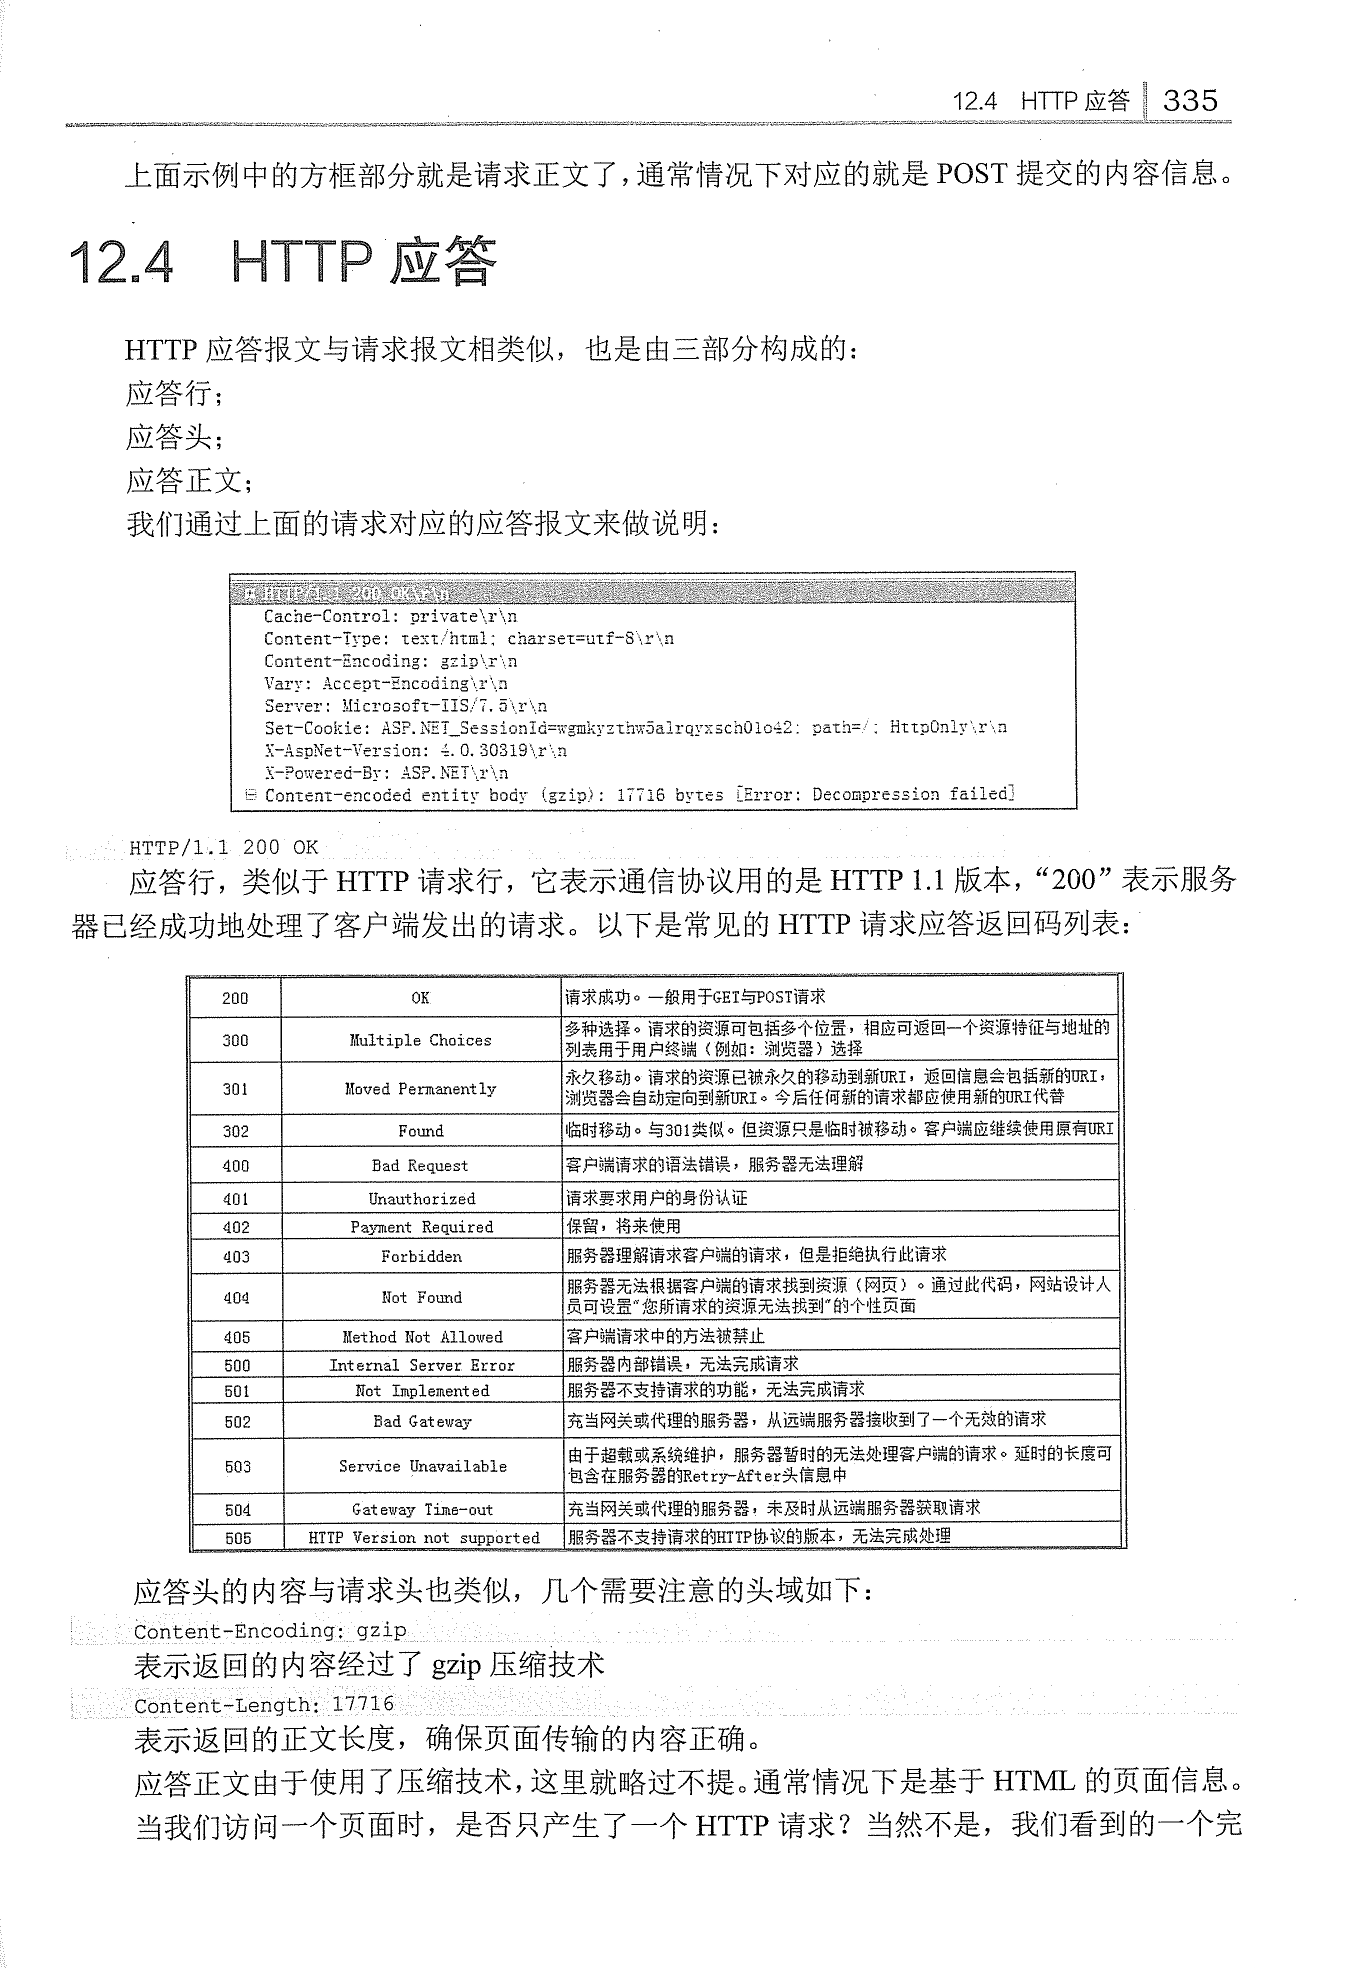 12.4 HTTP 应答 335
上面示例中的方框部分就是请求正文了，通常情况下对应的就是 POST 提交的内容信息。
12.4 HTTP 应答
HTTP 应答报文与请求报文相类似，也是由三部分构成的：
应答行；
应答头；
应答正文；
我们通过上面的请求对应的应答报文来做说明：
HTTP/1.1 200 OK\r\n
Cache-Control: private\r\n
Content-Type: text/html; charset=utf-8\r\n
Content-Encoding: gzip\r\n
Vary: Accept-Encoding\r\n
Server: Microsoft-IIS/7.5\r\n
Set-Cookie: path=/; HttpOnly\r\n
X-AspNet-Version: 4.0.30319\r\n
X-Powered-By: ASP.NET\r\n
Content-encoded entity body (gzip): 17716 bytes [Error: Decompression failed]
HTTP/1.1 200 OK
应答行，类似于 HTTP 请求行，它表示通信协议用的是 HTTP 1.1 版本，“200”表示服务
器已经成功地处理了客户端发出的请求。以下是常见的 HTTP 请求应答返回码列表：
200 OK 请求成功。一般用于GET与POST请求
300 Multiple Choices 多种选择。请求的资源可包括多个位置，相应可返回一个资源特征与地址的
列表用于用户终端（例如：浏览器）选择
301 Moved Permanently 永久移动。请求的资源已被永久的移动到新URI，返回信息会包括新的URI，
浏览器会自动定向到新URI。今后任何新的请求都应使用新的URI代替
302 Found 临时移动。与301类似。但资源只是临时被移动。客户端应继续使用原有URI
400 Bad Request 客户端请求的语法错误，服务器无法理解
401 Unauthorized 请求要求用户的身份认证
402 Payment Required 保留，将来使用
403 Forbidden 服务器理解请求客户端的请求，但是拒绝执行此请求
404 Not Found 服务器无法根据客户端的请求找到资源（网页）。通过此代码，网站设计人
员可设置"您所请求的资源无法找到"的个性页面
405 Method Not Allowed 客户端请求中的方法被禁止
500 Internal Server Error 服务器内部错误，无法完成请求
501 Not Implemented 服务器不支持请求的功能，无法完成请求
502 Bad Gateway 充当网关或代理的服务器，从远端服务器接收到了一个无效的请求
503 Service Unavailable 由于超载或系统维护，服务器暂时的无法处理客户端的请求。延时的长度可
包含在服务器的Retry-After头信息中
504 Gateway Time-out 充当网关或代理的服务器，未及时从远端服务器获取请求
505 HTTP Version not supported 服务器不支持请求的HTTP协议的版本，无法完成处理
应答头的内容与请求头也类似，几个需要注意的头域如下：
Content-Encoding: gzip
表示返回的内容经过了 gzip 压缩技术
Content-Length: 17716
表示返回的正文长度，确保页面传输的内容正确。
应答正文由于使用了压缩技术，这里就略过不提。通常情况下是基于 HTML 的页面信息。
当我们访问一个页面时，是否只产生了一个 HTTP 请求？当然不是，我们看到的一个完